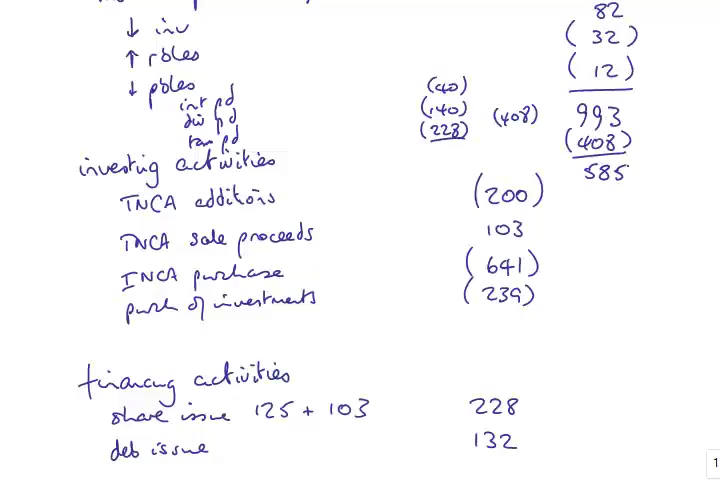 82
↓ inv (32)
↑ rbles (12)
↓ pbles
int pd (40)
div pd (140) (408) 993
tax pd (228) (408)
investing activities 585
TNCA additions (200)
TNCA sale proceeds 103
INCA purchase (641)
purch of investments (239)
financing activities
share issue 125 + 103 228
deb issue 132
1